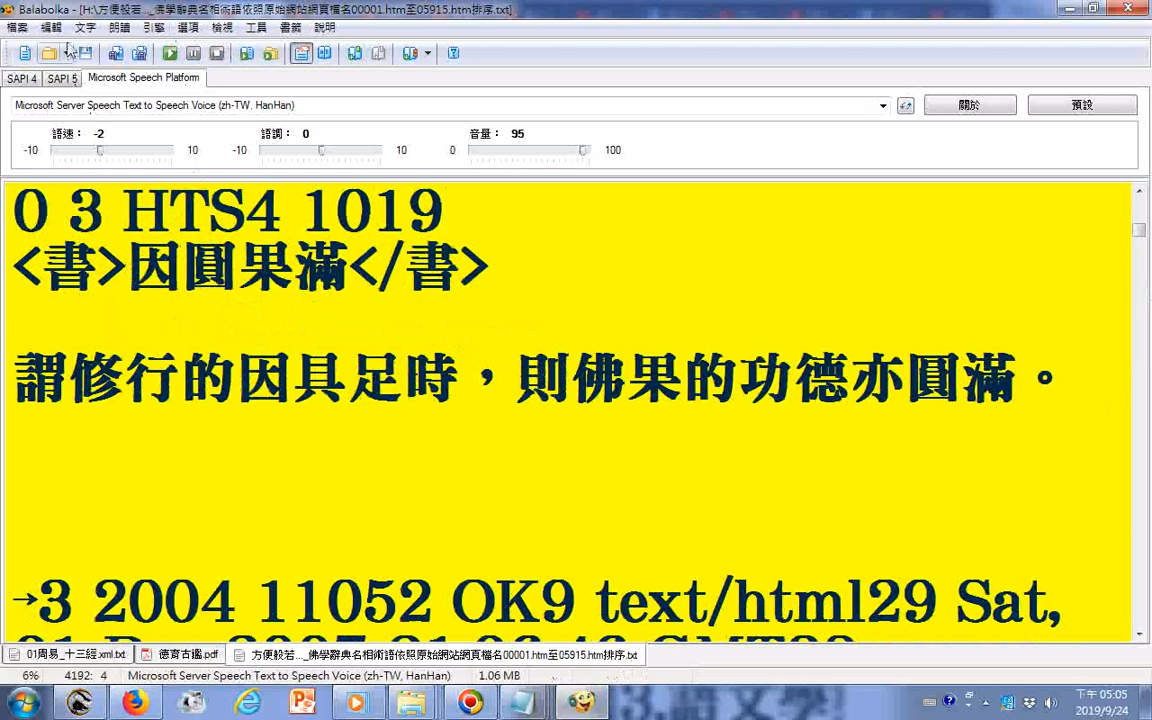 Balabolka - [H:\方便般若..._佛學辭典名相術語依照原始網站網頁檔名00001.htm至05915.htm排序.txt]
檔案 編輯 文字 朗讀 引擎 選項 檢視 工具 書籤 說明
SAPI 4 SAPI 5 Microsoft Speech Platform
Microsoft Server Speech Text to Speech Voice (zh-TW, HanHan) 關於 預設
語速： -2 語調： 0 音量： 95
-10 10 -10 10 0 100
0 3 HTS4 1019
<書>因圓果滿</書>
謂修行的因具足時，則佛果的功德亦圓滿。
→3 2004 11052 OK9 text/html29 Sat,
01周易_十三經.xml.txt 德育古鑑.pdf 方便般若..._佛學辭典名相術語依照原始網站網頁檔名00001.htm至05915.htm排序.txt
6% 4192: 4 Microsoft Server Speech Text to Speech Voice (zh-TW, HanHan) 1.06 MB
下午 05:05
2019/9/24